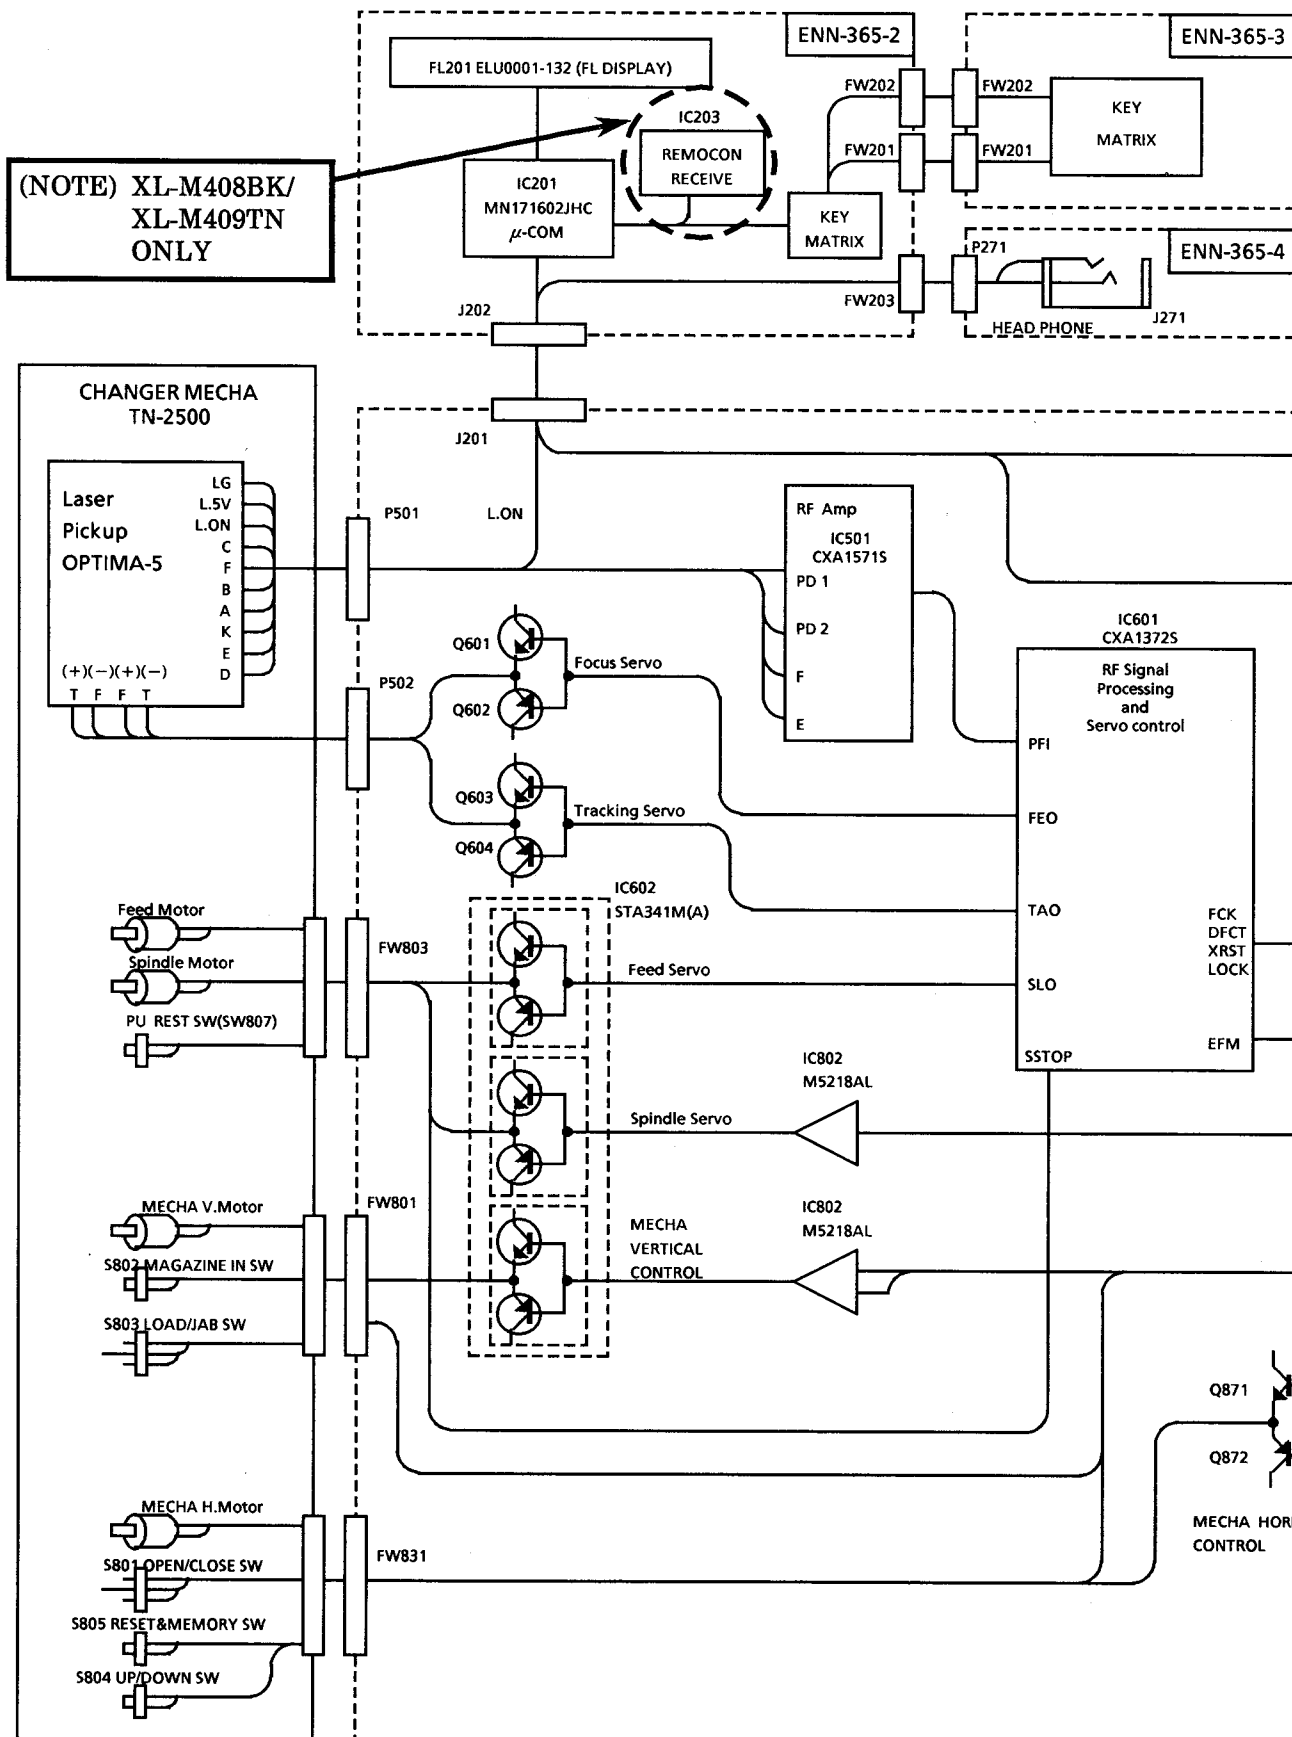 ENN-365-2
ENN-365-3
FL201 ELU0001-132 (FL DISPLAY)
FW202
FW202
KEY
MATRIX
IC203
REMOCON
RECEIVE
FW201
FW201
(NOTE) XL-M408BK/
XL-M409TN
ONLY
IC201
MN171602JHC
μ-COM
KEY
MATRIX
P271
ENN-365-4
FW203
J202
HEAD PHONE
J271
CHANGER MECHA
TN-2500
J201
Laser
Pickup
OPTIMA-5
LG
L.5V
L.ON
C
F
B
A
K
E
D
(+)(−)(+)(−)
T F F T
P501
L.ON
RF Amp
IC501
CXA1571S
PD 1
PD 2
F
E
IC601
CXA1372S
RF Signal
Processing
and
Servo control
PFI
FEO
TAO
SLO
SSTOP
FCK
DFCT
XRST
LOCK
EFM
P502
Q601
Q602
Focus Servo
Q603
Q604
Tracking Servo
IC602
STA341M(A)
Feed Motor
Spindle Motor
PU REST SW(SW807)
FW803
Feed Servo
IC802
M5218AL
Spindle Servo
MECHA V.Motor
S802 MAGAZINE IN SW
S803 LOAD/JAB SW
FW801
MECHA
VERTICAL
CONTROL
IC802
M5218AL
Q871
Q872
MECHA HORI
CONTROL
MECHA H.Motor
S801 OPEN/CLOSE SW
S805 RESET&MEMORY SW
S804 UP/DOWN SW
FW831